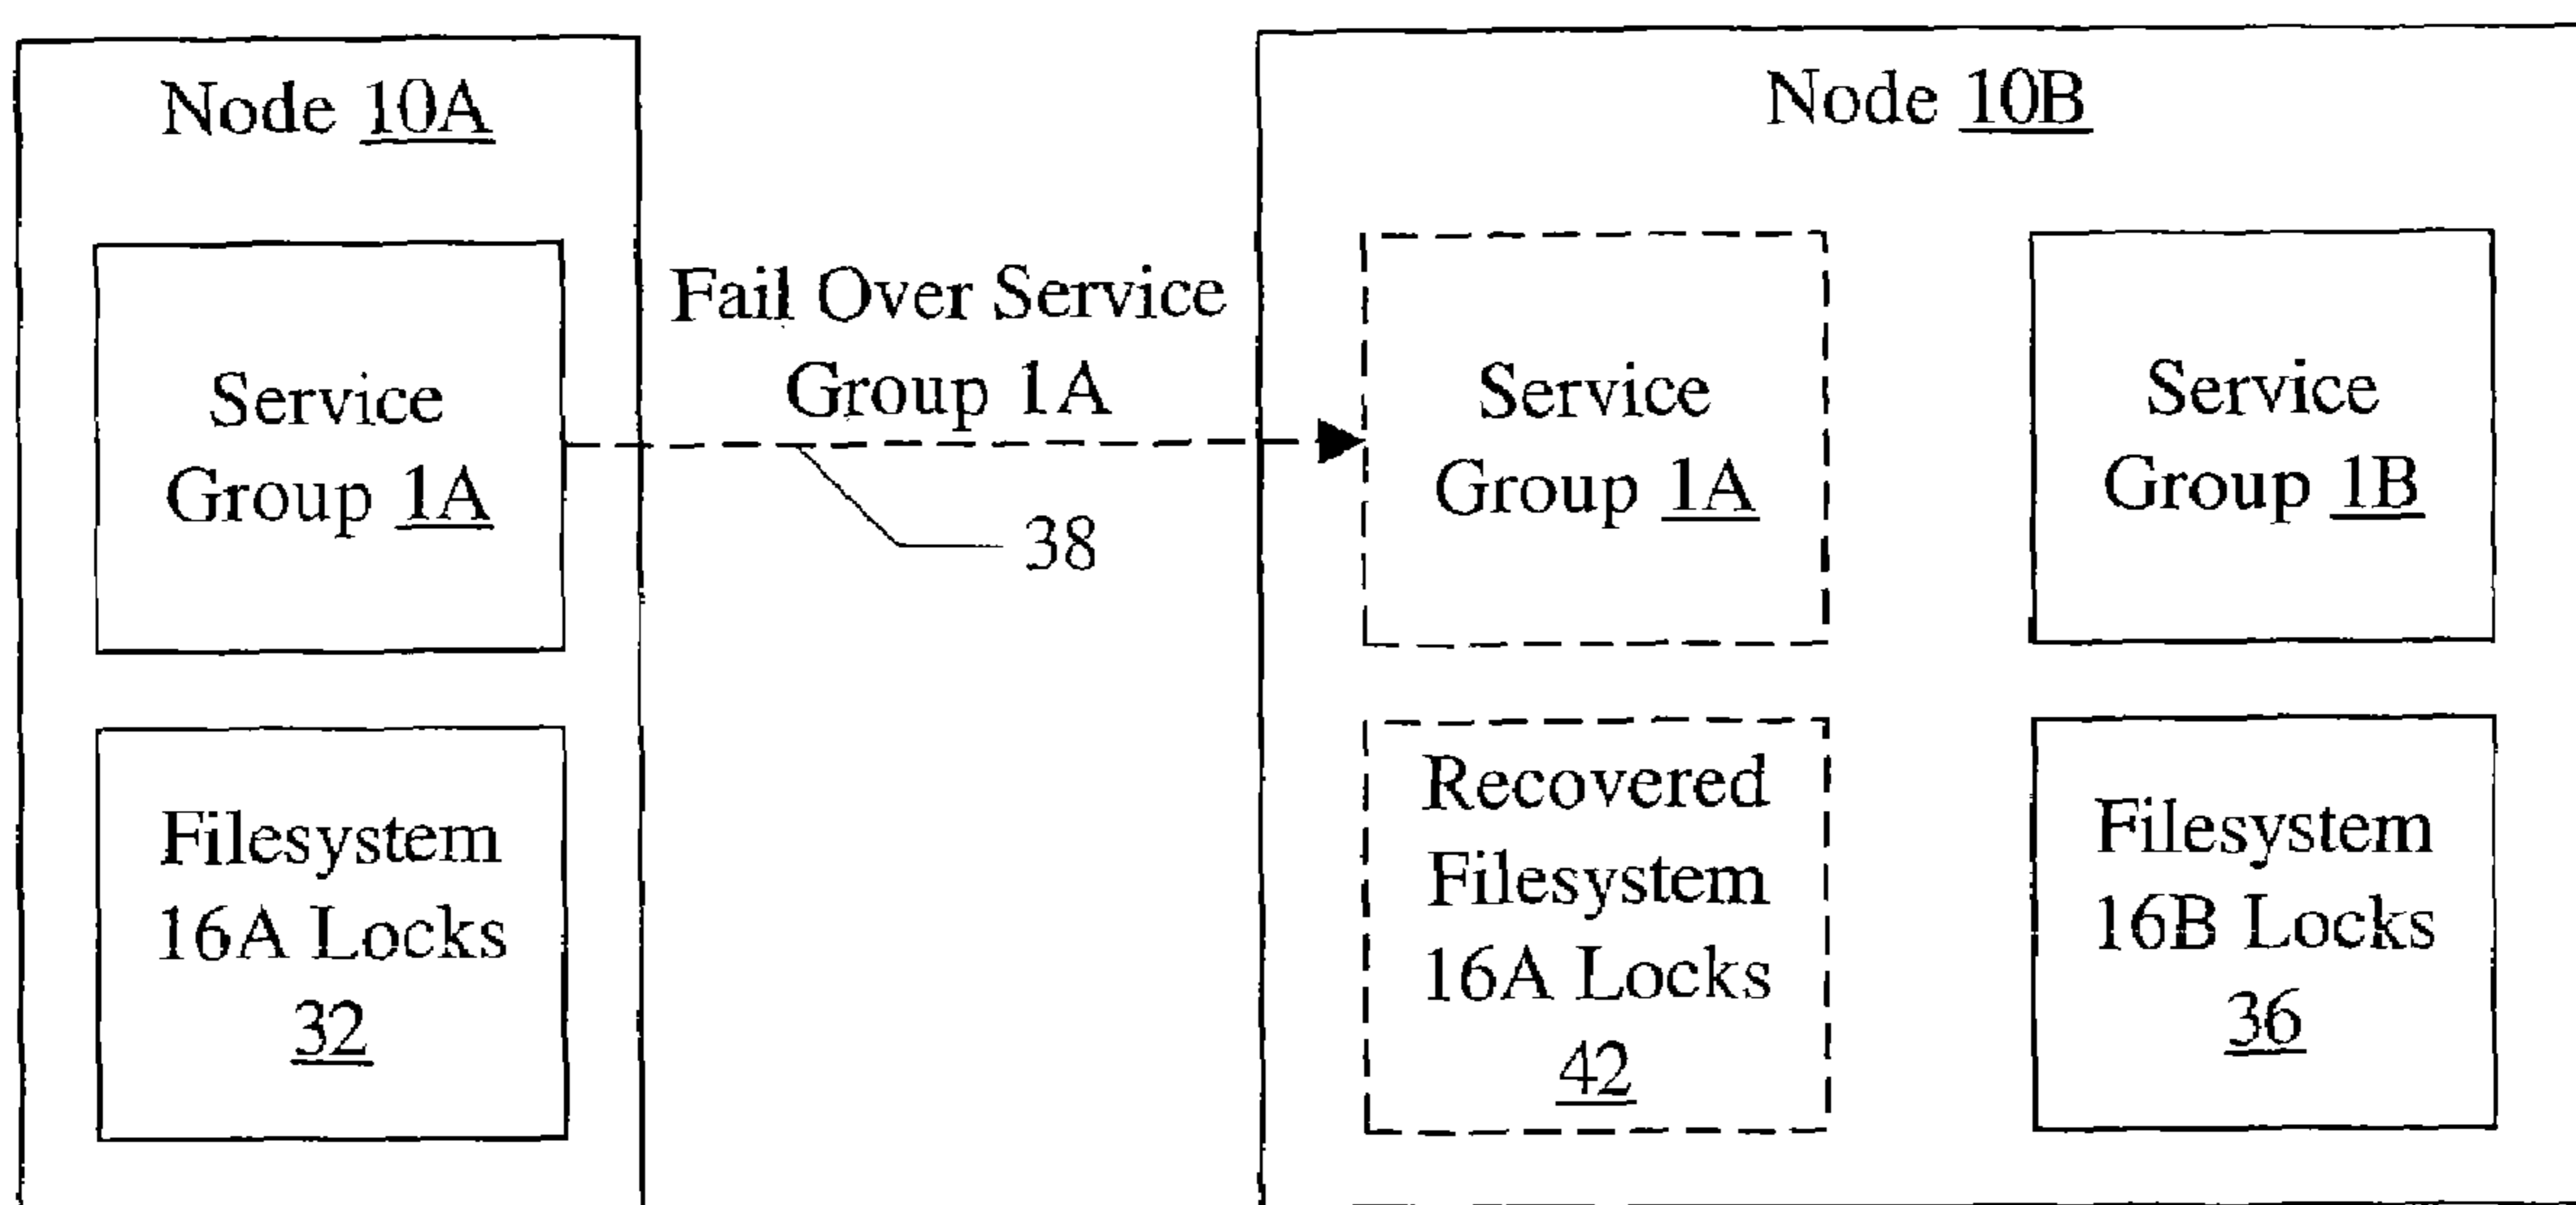 Node 10A
Service
Group 1A
Filesystem
16A Locks
32
Fail Over Service
Group 1A
38
Node 10B
Service
Group 1A
Service
Group 1B
Recovered
Filesystem
16A Locks
42
Filesystem
16B Locks
36